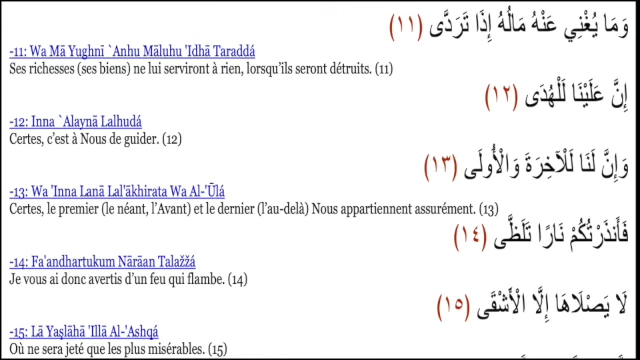 وَمَا يُغْنِي عَنْهُ مَالُهُ إِذَا تَرَدَّى (١١)
-11: Wa Mā Yughnī `Anhu Māluhu 'Idhā Taraddá
Ses richesses (ses biens) ne lui serviront à rien, lorsqu’ils seront détruits. (11)
إِنَّ عَلَيْنَا لَلْهُدَى (١٢)
-12: Inna `Alaynā Lalhudá
Certes, c’est à Nous de guider. (12)
وَإِنَّ لَنَا لَلْآخِرَةَ وَالْأُولَى (١٣)
-13: Wa 'Inna Lanā Lal'ākhirata Wa Al-'Ūlá
Certes, le premier (le néant, l’Avant) et le dernier (l’au-delà) Nous appartiennent assurément. (13)
فَأَنذَرْتُكُمْ نَارًا تَلَظَّى (١٤)
-14: Fa'andhartukum Nārāan Talažžá
Je vous ai donc avertis d’un feu qui flambe. (14)
لَا يَصْلَاهَا إِلَّا الْأَشْقَى (١٥)
-15: Lā Yaşlāhā 'Illā Al-'Ashqá
Où ne sera jeté que les plus misérables. (15)